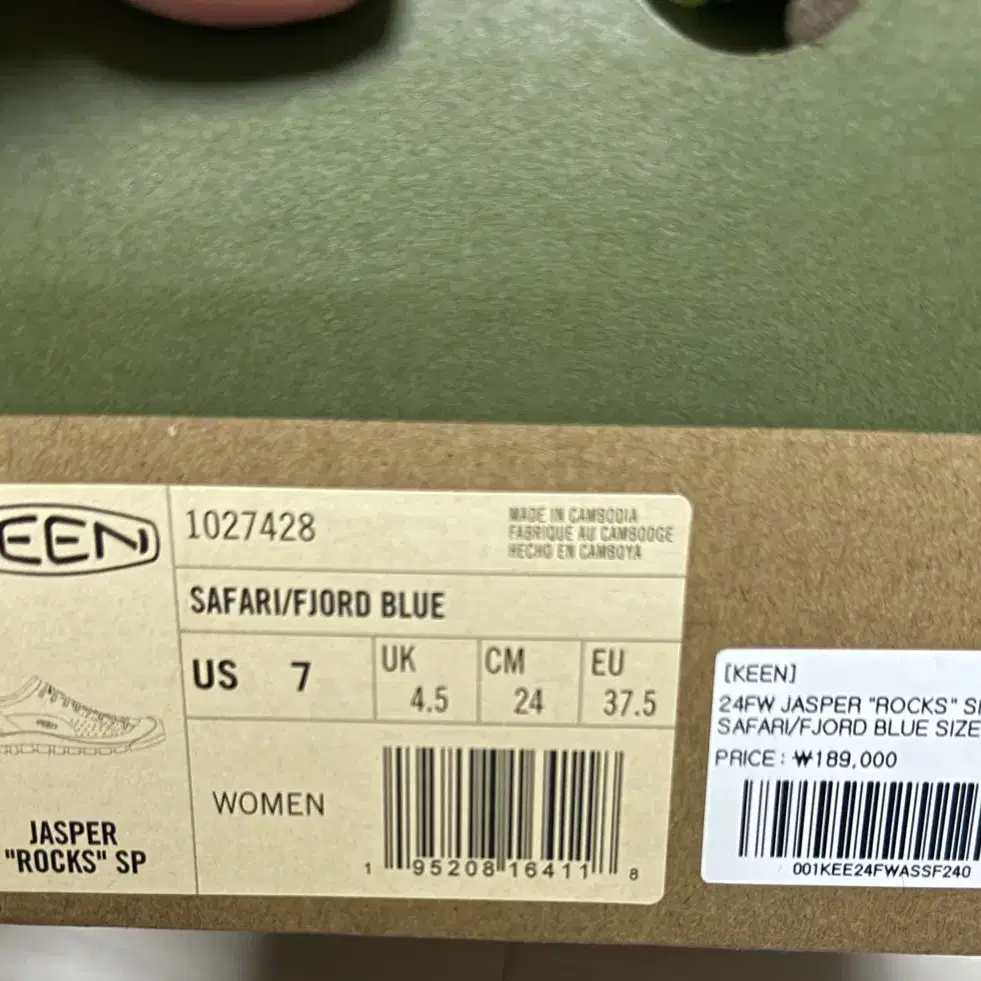 KEEN
1027428
MADE IN CAMBODIA
FABRIQUE AU CAMBODGE
HECHO EN CAMBOYA
SAFARI/FJORD BLUE
US 7
UK 4.5
CM 24
EU 37.5
WOMEN
JASPER
"ROCKS" SP
1 95208 16411 8
[KEEN]
24FW JASPER "ROCKS"
SAFARI/FJORD BLUE SIZE
PRICE : ₩189,000
001KEE24FWASSF240